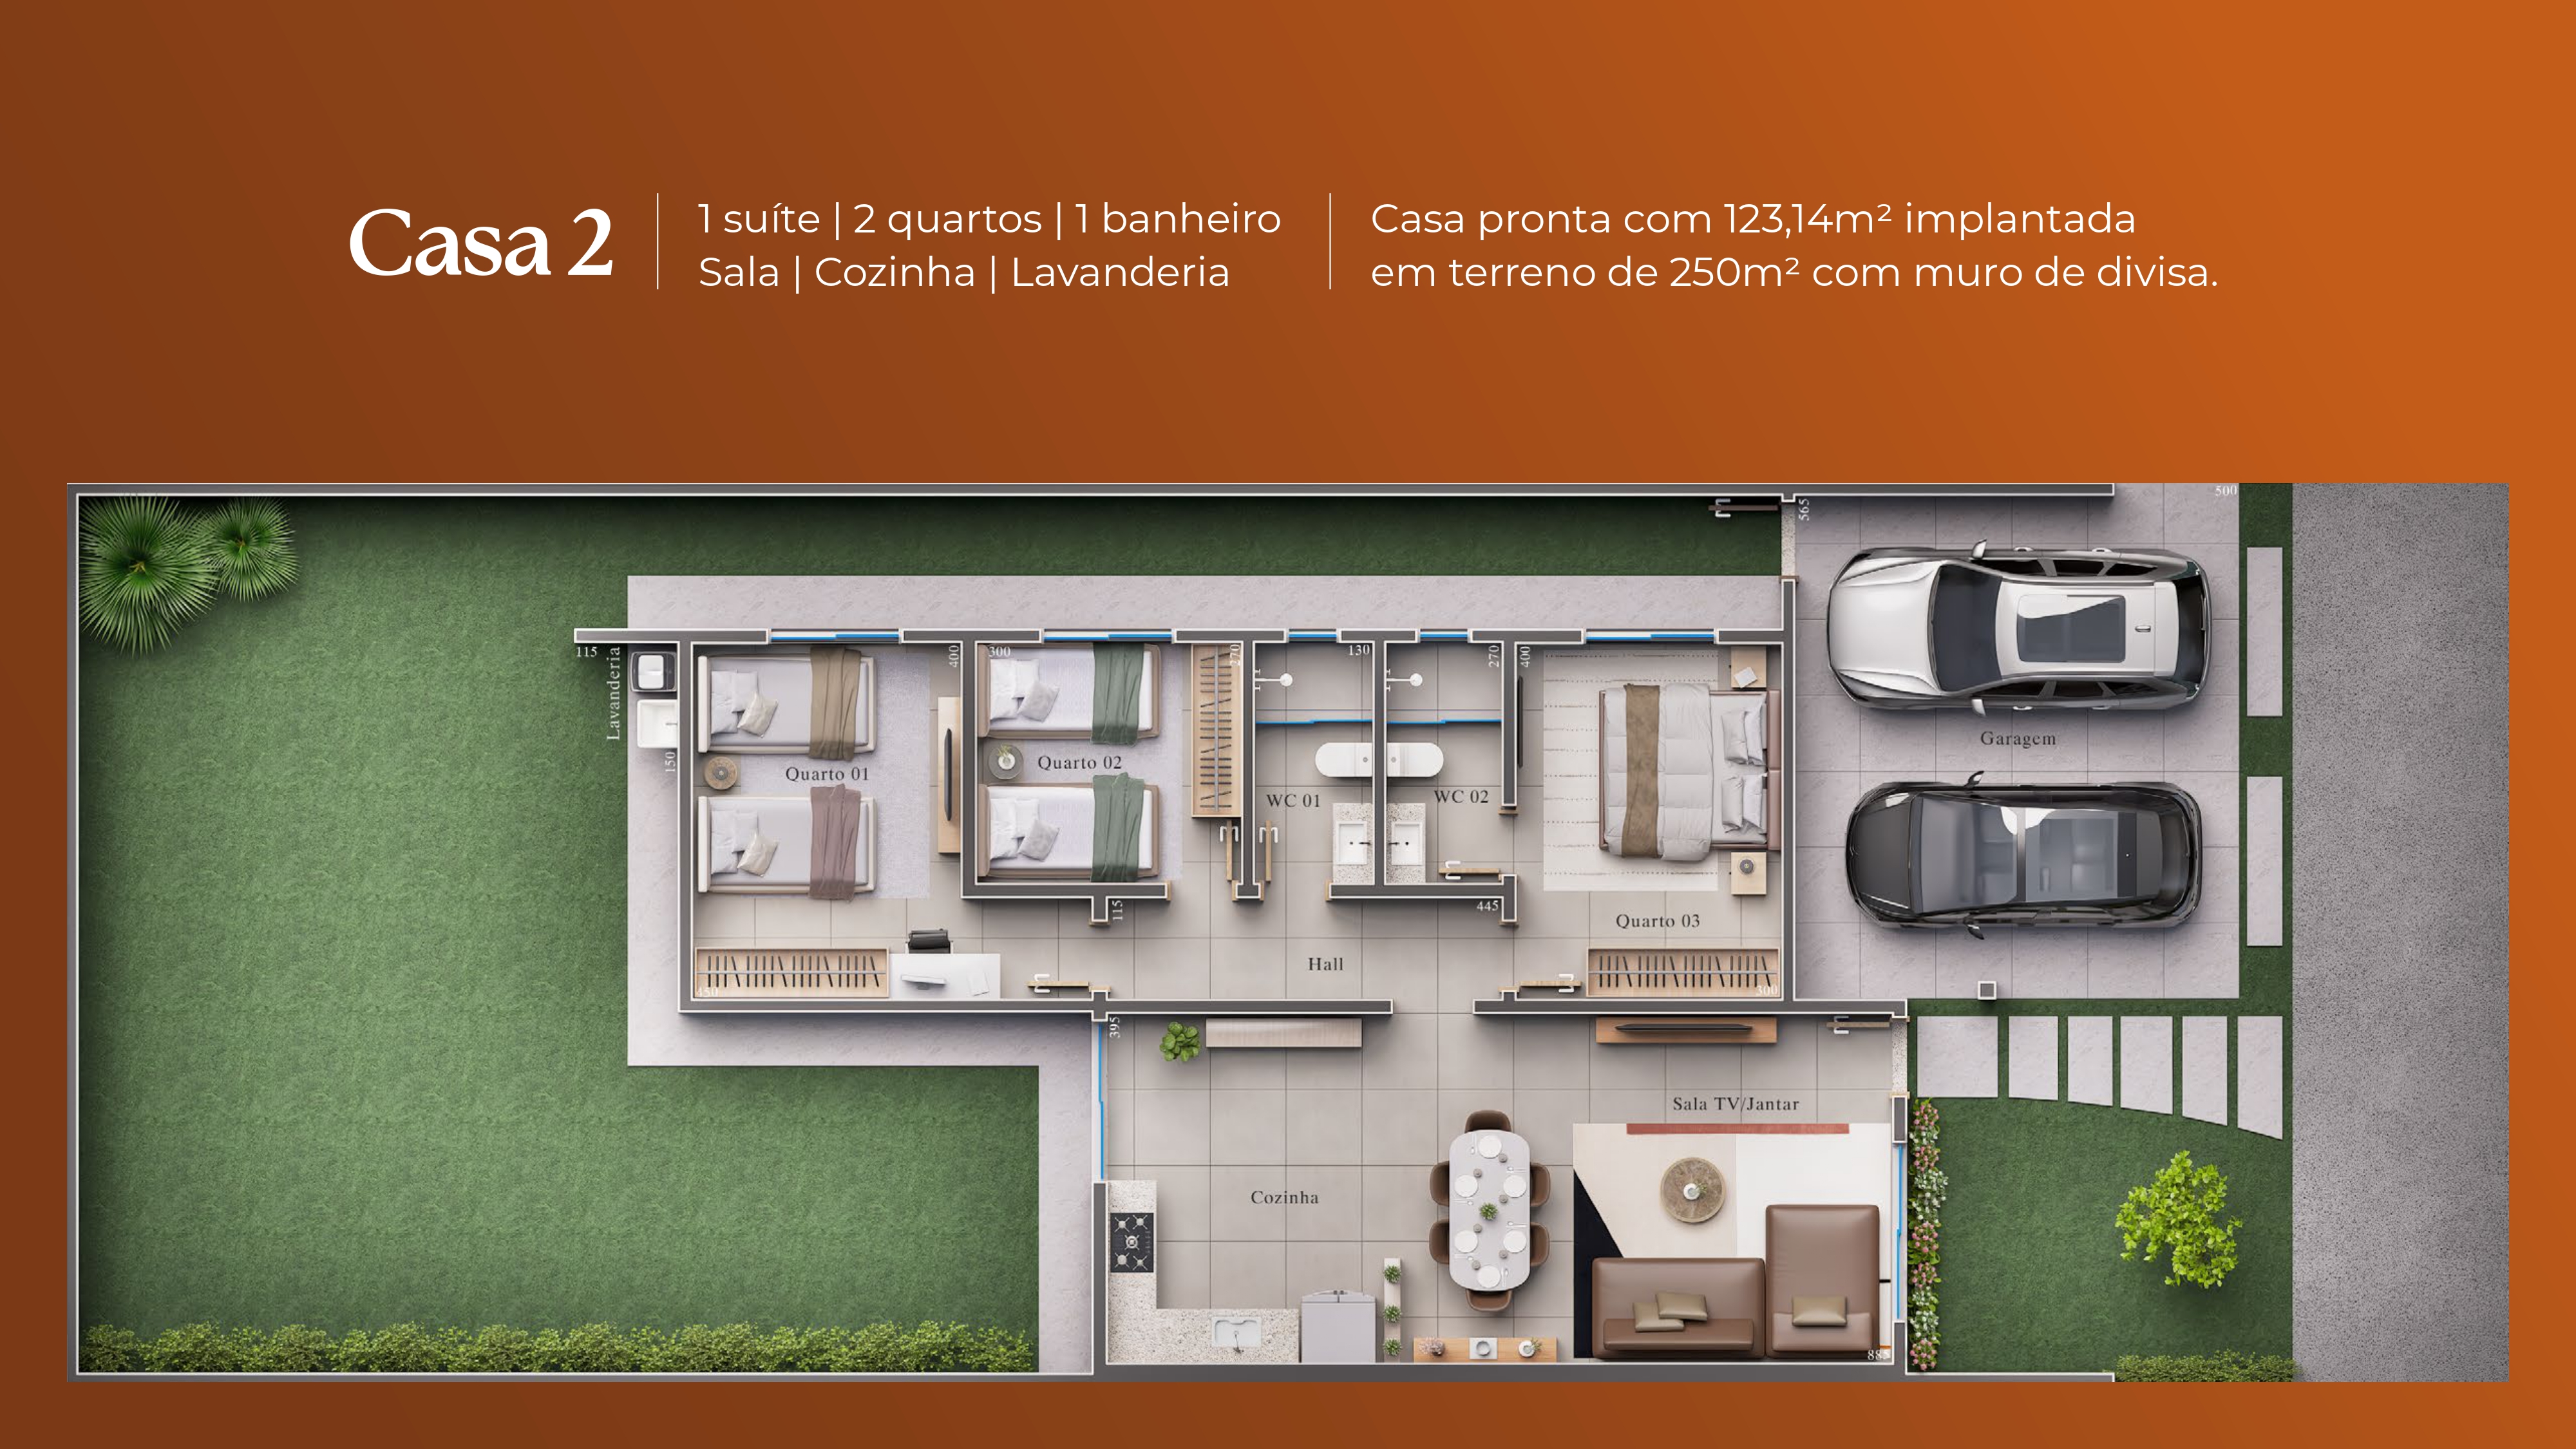 Casa 2
1 suíte | 2 quartos | 1 banheiro
Sala | Cozinha | Lavanderia
Casa pronta com 123,14m² implantada
em terreno de 250m² com muro de divisa.
500
565
115
Lavanderia
150
400
300
270
130
270
400
Quarto 01
Quarto 02
WC 01
WC 02
Garagem
115
445
Quarto 03
Hall
450
300
395
Sala TV/Jantar
Cozinha
885